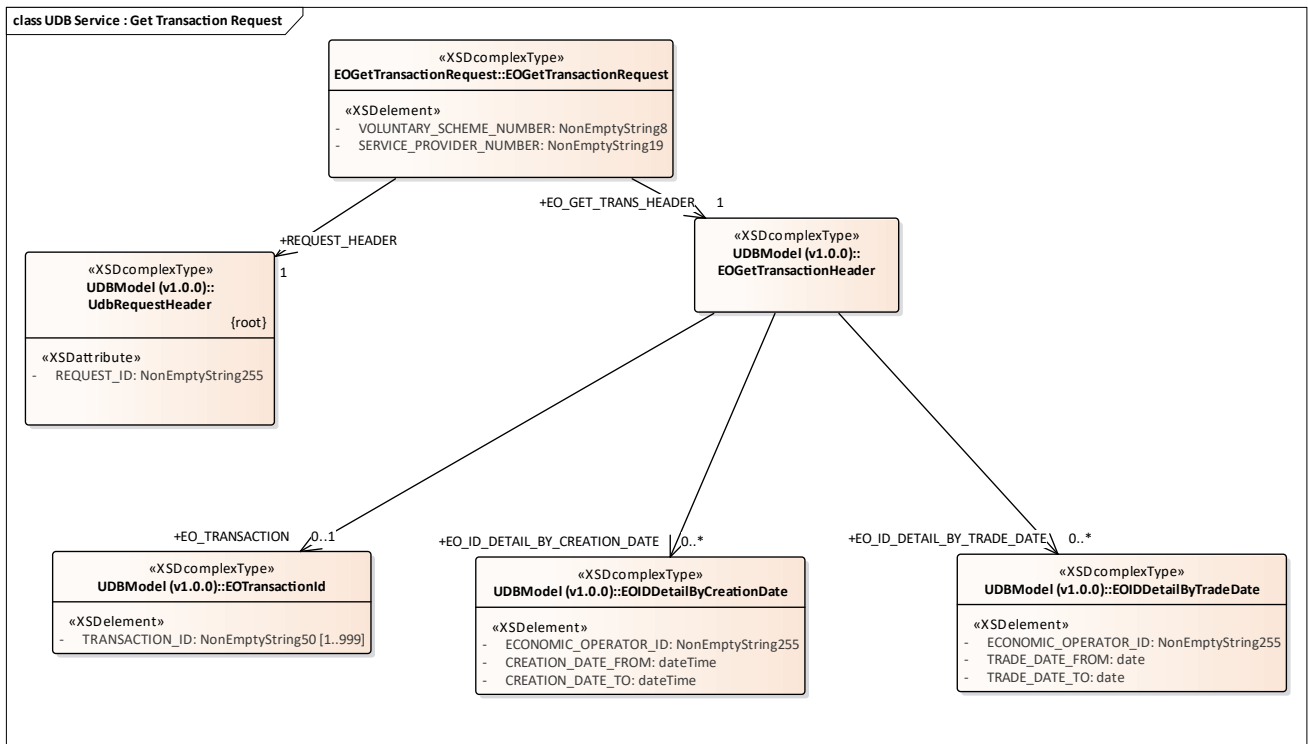 class UDB Service : Get Transaction Request
«XSDcomplexType»
EOGetTransactionRequest::EOGetTransactionRequest
«XSDelement»
- VOLUNTARY_SCHEME_NUMBER: NonEmptyString8
- SERVICE_PROVIDER_NUMBER: NonEmptyString19
+EO_GET_TRANS_HEADER 1
+REQUEST_HEADER
1
«XSDcomplexType»
UDBModel (v1.0.0)::
EOGetTransactionHeader
«XSDcomplexType»
UDBModel (v1.0.0)::
UdbRequestHeader
{root}
«XSDattribute»
- REQUEST_ID: NonEmptyString255
+EO_TRANSACTION 0..1
+EO_ID_DETAIL_BY_CREATION_DATE 0..*
+EO_ID_DETAIL_BY_TRADE_DATE 0..*
«XSDcomplexType»
UDBModel (v1.0.0)::EOTransactionId
«XSDelement»
- TRANSACTION_ID: NonEmptyString50 [1..999]
«XSDcomplexType»
UDBModel (v1.0.0)::EOIDDetailByCreationDate
«XSDelement»
- ECONOMIC_OPERATOR_ID: NonEmptyString255
- CREATION_DATE_FROM: dateTime
- CREATION_DATE_TO: dateTime
«XSDcomplexType»
UDBModel (v1.0.0)::EOIDDetailByTradeDate
«XSDelement»
- ECONOMIC_OPERATOR_ID: NonEmptyString255
- TRADE_DATE_FROM: date
- TRADE_DATE_TO: date